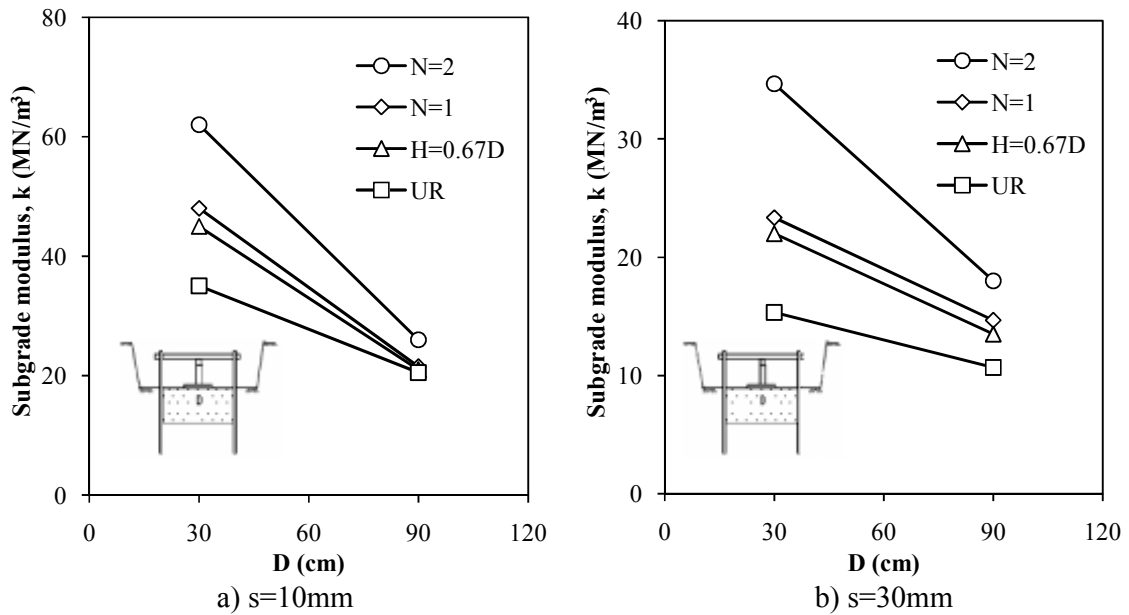 Subgrade modulus, k (MN/m³)
80
60
40
20
0
0
30
60
90
120
D (cm)
N=2
N=1
H=0.67D
UR
D
a) s=10mm
Subgrade modulus, k (MN/m³)
40
30
20
10
0
0
30
60
90
120
D (cm)
N=2
N=1
H=0.67D
UR
D
b) s=30mm